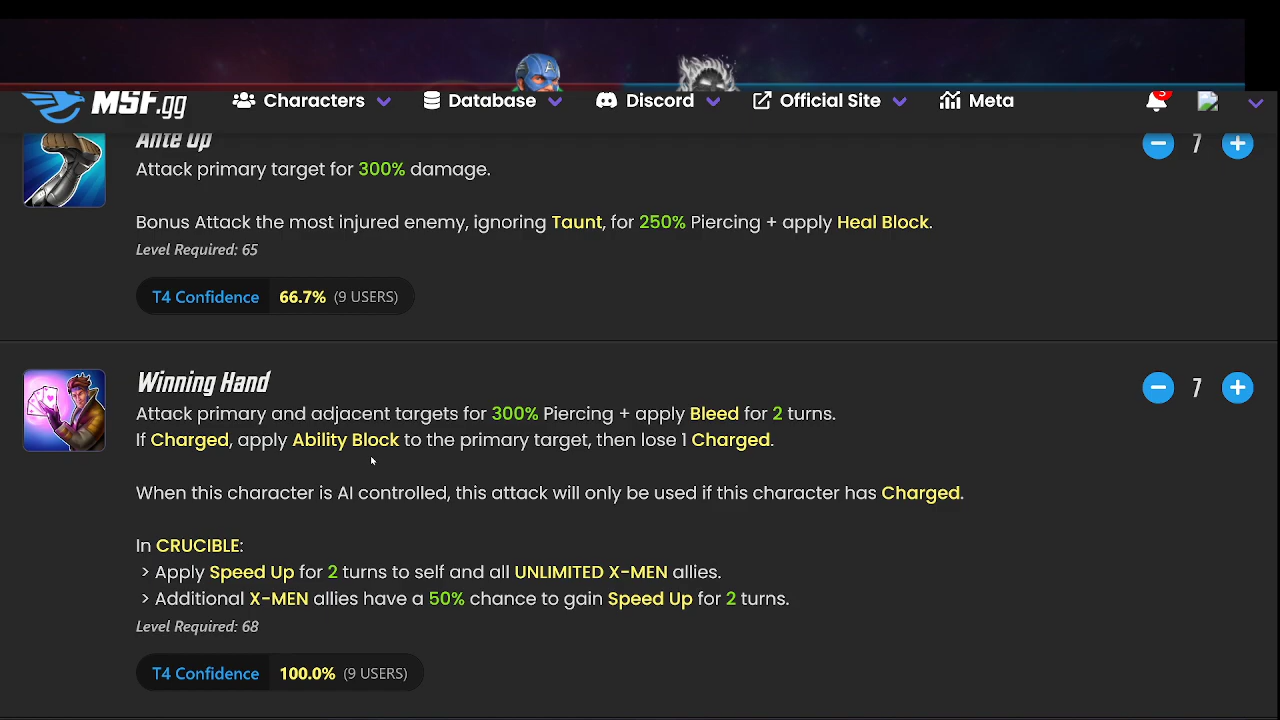 MSF.gg
Characters
Database
Discord
Official Site
Meta
3
Ante Up
7
Attack primary target for 300% damage.
Bonus Attack the most injured enemy, ignoring Taunt, for 250% Piercing + apply Heal Block.
Level Required: 65
T4 Confidence 66.7% (9 USERS)
Winning Hand
7
Attack primary and adjacent targets for 300% Piercing + apply Bleed for 2 turns.
If Charged, apply Ability Block to the primary target, then lose 1 Charged.
When this character is AI controlled, this attack will only be used if this character has Charged.
In CRUCIBLE:
> Apply Speed Up for 2 turns to self and all UNLIMITED X-MEN allies.
> Additional X-MEN allies have a 50% chance to gain Speed Up for 2 turns.
Level Required: 68
T4 Confidence 100.0% (9 USERS)